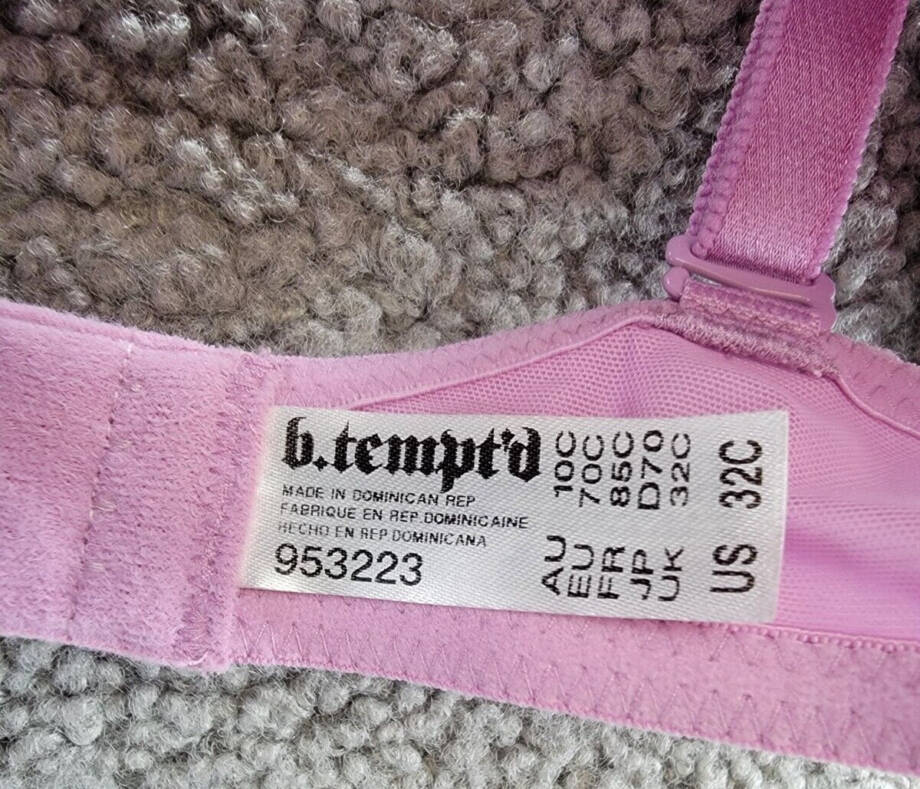 b.tempt'd
MADE IN DOMINICAN REP
FABRIQUE EN REP.DOMINICAINE
HECHO EN REP.DOMINICANA
953223
AU 10C
EU 70C
FR 85C
JP D70
UK 32C
US 32C